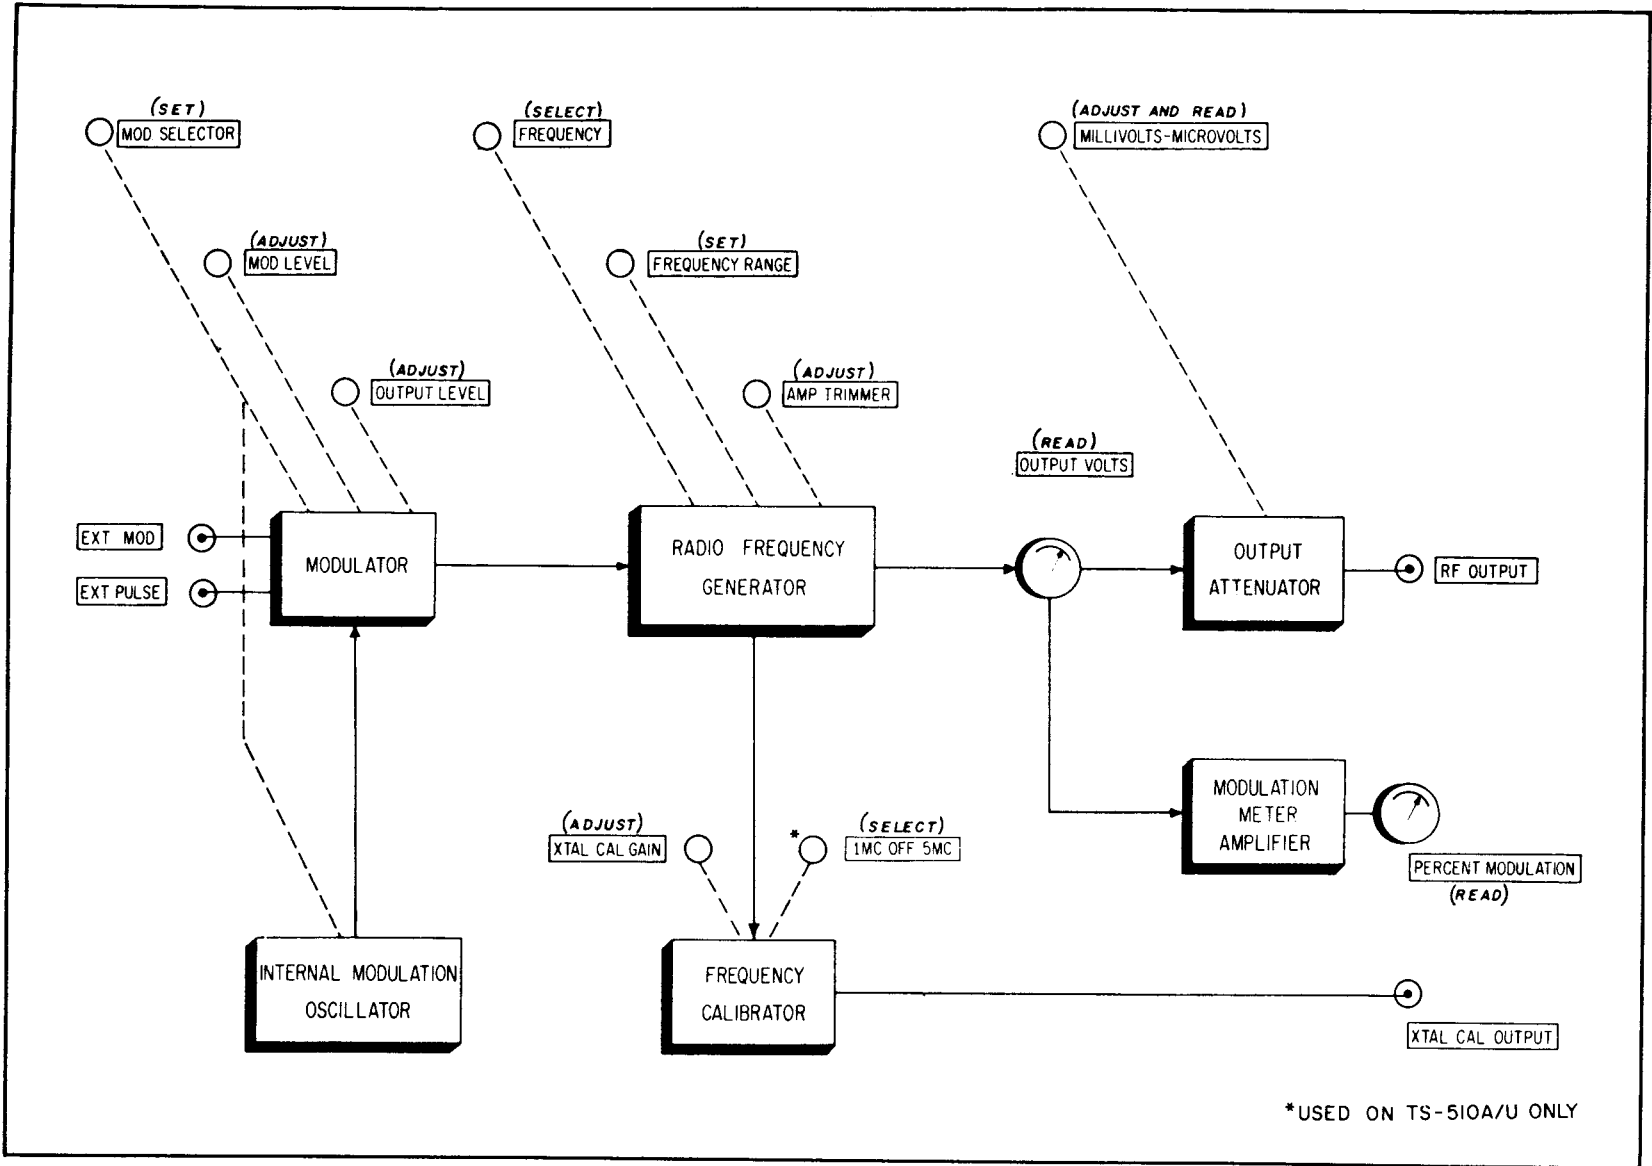 (SET)
MOD SELECTOR
(SELECT)
FREQUENCY
(ADJUST AND READ)
MILLIVOLTS-MICROVOLTS
(ADJUST)
MOD LEVEL
(SET)
FREQUENCY RANGE
(ADJUST)
OUTPUT LEVEL
(ADJUST)
AMP TRIMMER
(READ)
OUTPUT VOLTS
EXT MOD
EXT PULSE
MODULATOR
RADIO FREQUENCY
GENERATOR
OUTPUT
ATTENUATOR
RF OUTPUT
MODULATION
METER
AMPLIFIER
PERCENT MODULATION
(READ)
(ADJUST)
XTAL CAL GAIN
*
(SELECT)
1MC OFF 5MC
INTERNAL MODULATION
OSCILLATOR
FREQUENCY
CALIBRATOR
XTAL CAL OUTPUT
*USED ON TS-510A/U ONLY